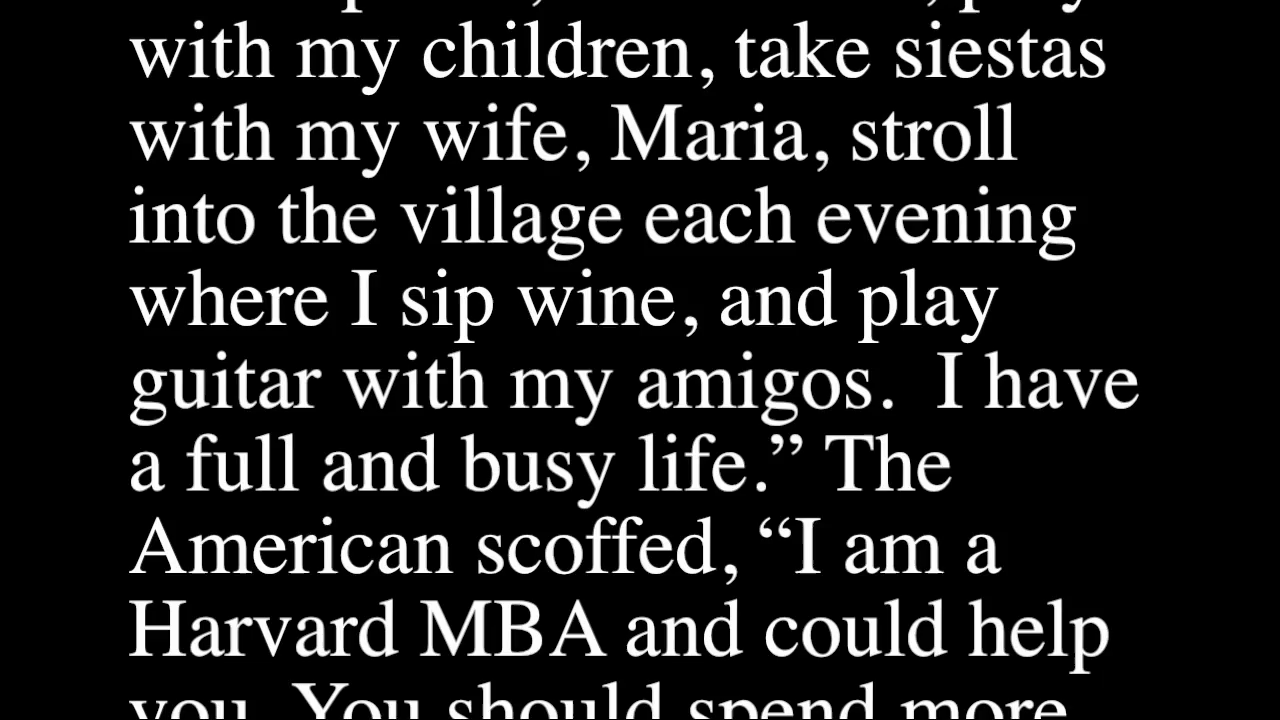 with my children, take siestas
with my wife, Maria, stroll
into the village each evening
where I sip wine, and play
guitar with my amigos.  I have
a full and busy life.” The
American scoffed, “I am a
Harvard MBA and could help
you. You should spend more